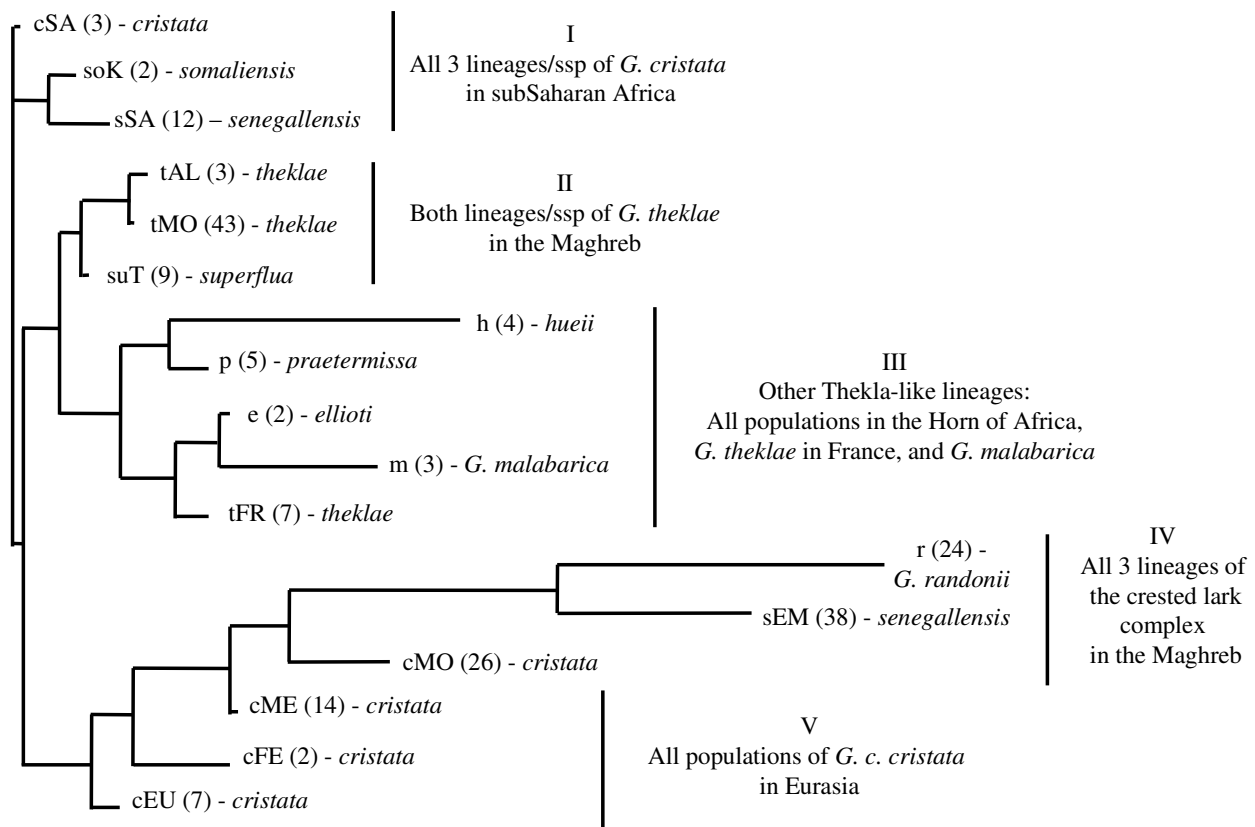 cSA (3) - cristata
soK (2) - somaliensis
sSA (12) – senegallensis
I
All 3 lineages/ssp of G. cristata
in subSaharan Africa
tAL (3) - theklae
tMO (43) - theklae
suT (9) - superflua
II
Both lineages/ssp of G. theklae
in the Maghreb
h (4) - hueii
p (5) - praetermissa
e (2) - ellioti
m (3) - G. malabarica
tFR (7) - theklae
III
Other Thekla-like lineages:
All populations in the Horn of Africa,
G. theklae in France, and G. malabarica
r (24) -
G. randonii
sEM (38) - senegallensis
cMO (26) - cristata
IV
All 3 lineages of
the crested lark
complex
in the Maghreb
cME (14) - cristata
cFE (2) - cristata
cEU (7) - cristata
V
All populations of G. c. cristata
in Eurasia